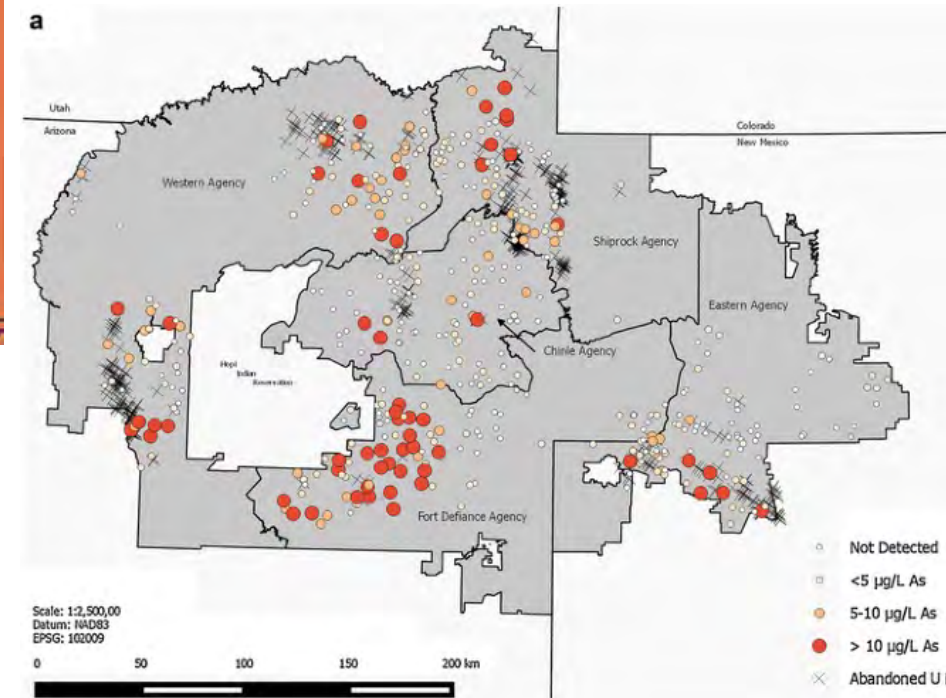 a
Utah
Arizona
Colorado
New Mexico
Western Agency
Shiprock Agency
Eastern Agency
Chinle Agency
Hopi
Indian
Reservation
Fort Defiance Agency
Not Detected
<5 µg/L As
5-10 µg/L As
> 10 µg/L As
Abandoned U
Scale: 1:2,500,00
Datum: NAD83
EPSG: 102009
0 50 100 150 200 km